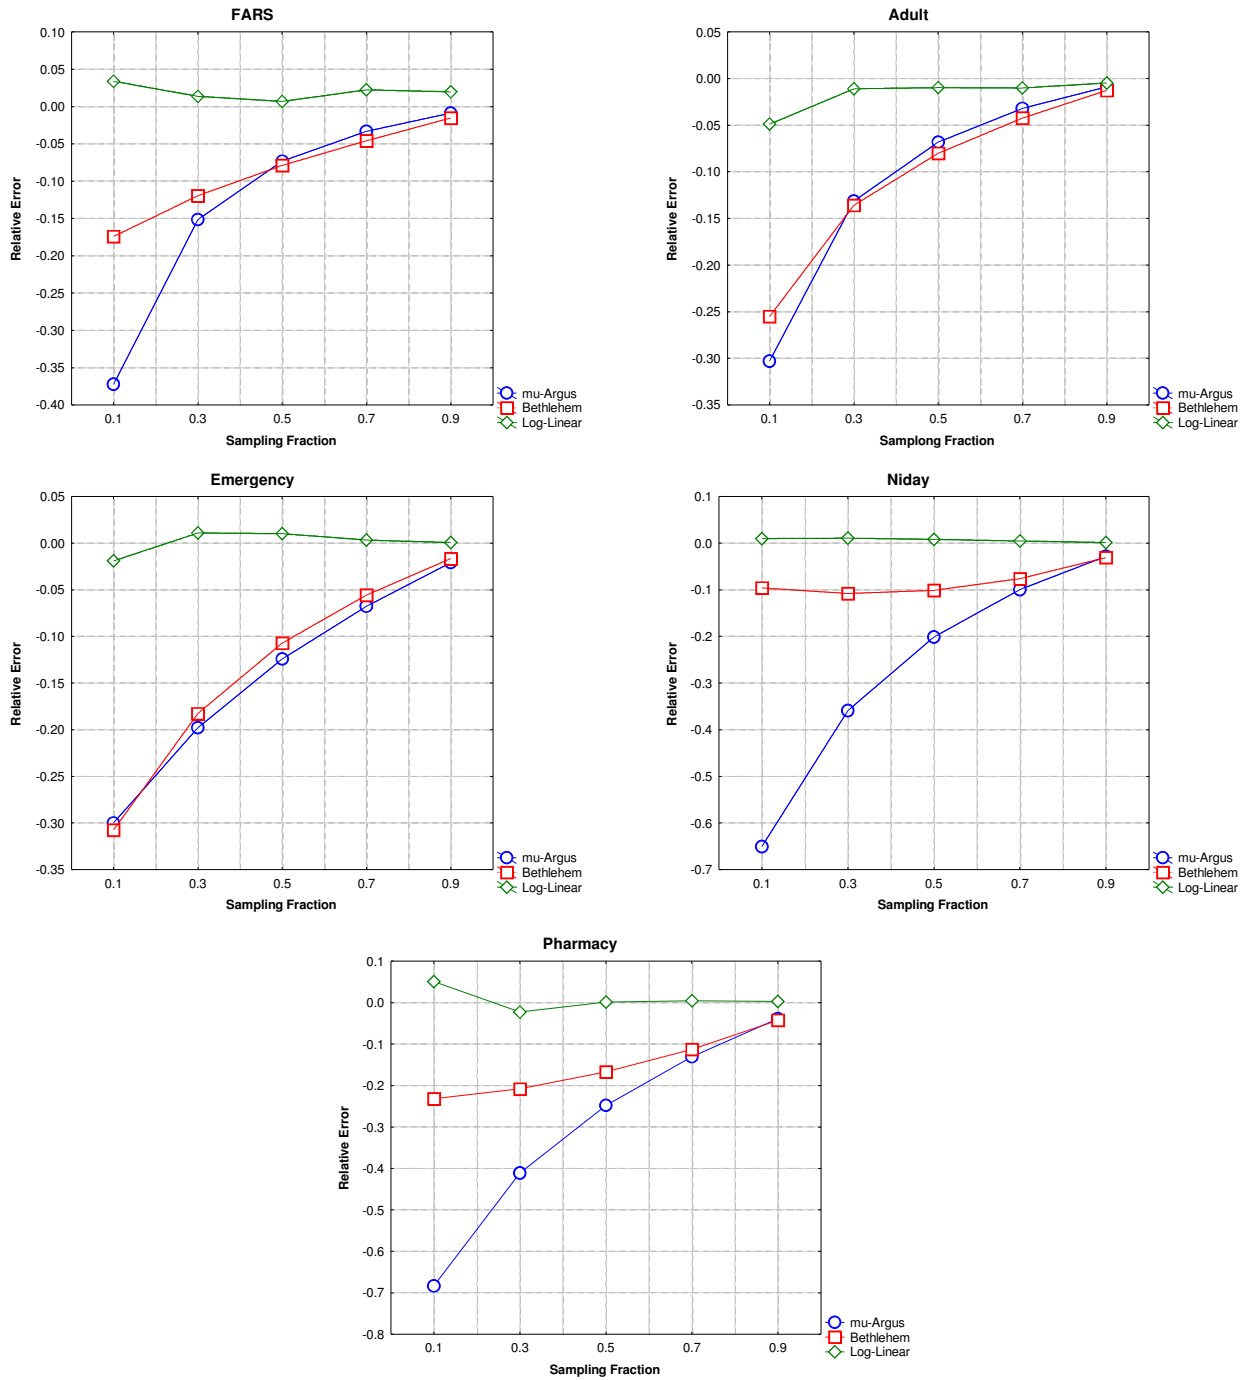 FARS
0.10
0.05
0.00
-0.05
-0.10
-0.15
-0.20
-0.25
-0.30
-0.35
-0.40
Relative Error
0.1 0.3 0.5 0.7 0.9
Sampling Fraction
mu-Argus
Bethlehem
Log-Linear
Adult
0.05
0.00
-0.05
-0.10
-0.15
-0.20
-0.25
-0.30
-0.35
Relative Error
0.1 0.3 0.5 0.7 0.9
Samplong Fraction
mu-Argus
Bethlehem
Log-Linear
Emergency
0.05
0.00
-0.05
-0.10
-0.15
-0.20
-0.25
-0.30
-0.35
Relative Error
0.1 0.3 0.5 0.7 0.9
Sampling Fraction
mu-Argus
Bethlehem
Log-Linear
Niday
0.1
0.0
-0.1
-0.2
-0.3
-0.4
-0.5
-0.6
-0.7
Relative Error
0.1 0.3 0.5 0.7 0.9
Sampling Fraction
mu-Argus
Bethlehem
Log-Linear
Pharmacy
0.1
0.0
-0.1
-0.2
-0.3
-0.4
-0.5
-0.6
-0.7
-0.8
Relative Error
0.1 0.3 0.5 0.7 0.9
Sampling Fraction
mu-Argus
Bethlehem
Log-Linear